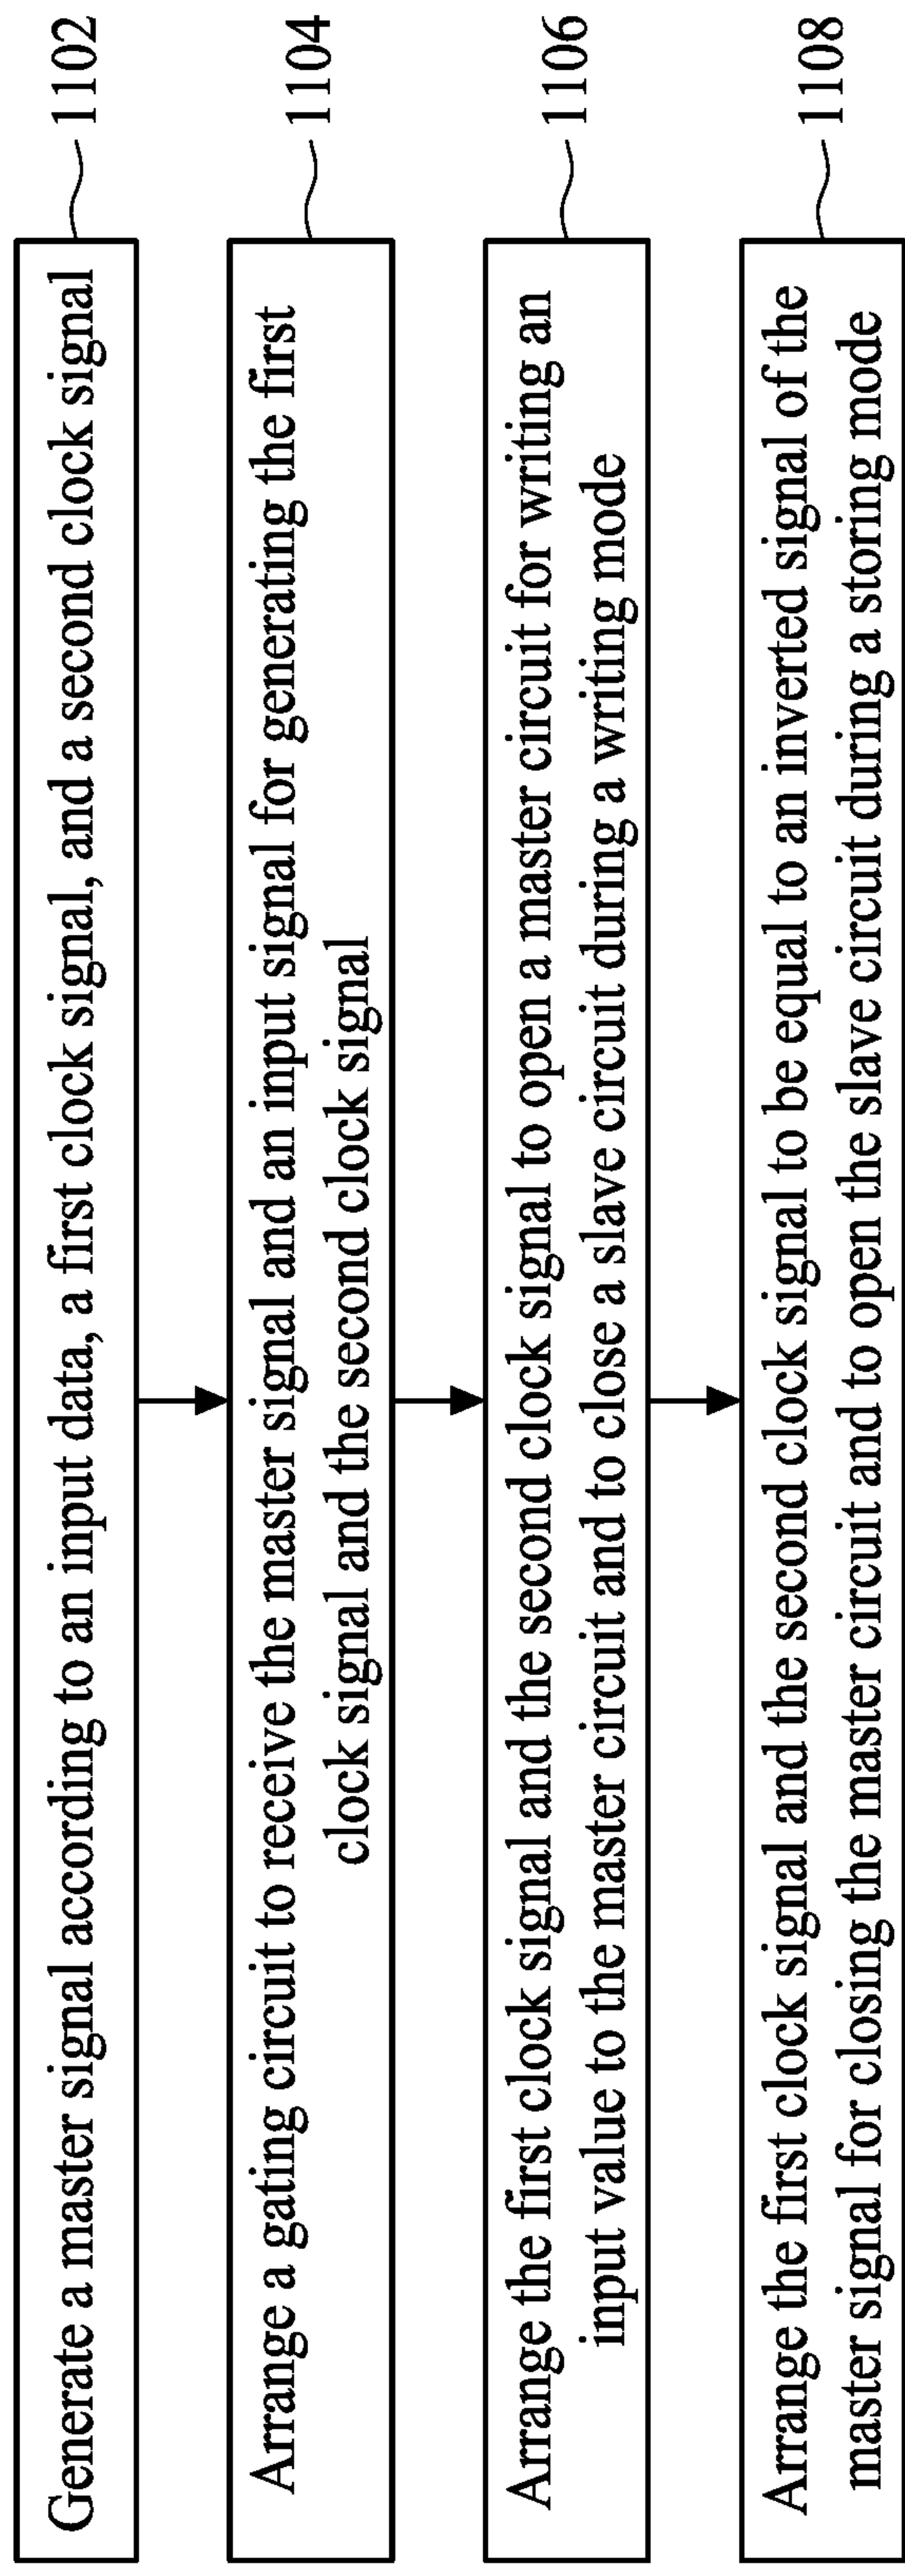 Generate a master signal according to an input data, a first clock signal, and a second clock signal
1102
Arrange a gating circuit to receive the master signal and an input signal for generating the first
clock signal and the second clock signal
1104
Arrange the first clock signal and the second clock signal to open a master circuit for writing an
input value to the master circuit and to close a slave circuit during a writing mode
1106
Arrange the first clock signal and the second clock signal to be equal to an inverted signal of the
master signal for closing the master circuit and to open the slave circuit during a storing mode
1108